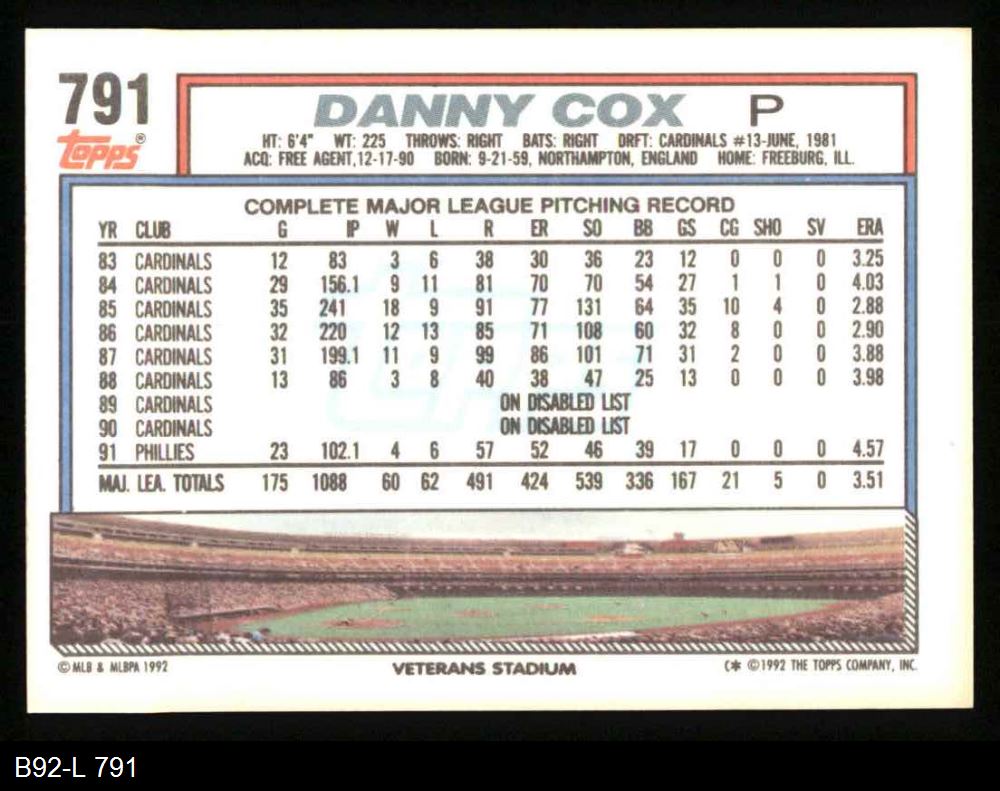 791
Topps®
DANNY COX P
HT: 6'4" WT: 225 THROWS: RIGHT BATS: RIGHT DRFT: CARDINALS #13-JUNE, 1981
ACQ: FREE AGENT, 12-17-90 BORN: 9-21-59, NORTHAMPTON, ENGLAND HOME: FREEBURG, ILL.
COMPLETE MAJOR LEAGUE PITCHING RECORD
YR CLUB G IP W L R ER SO BB GS CG SHO SV ERA
83 CARDINALS 12 83 3 6 38 30 36 23 12 0 0 0 3.25
84 CARDINALS 29 156.1 9 11 81 70 70 54 27 1 1 0 4.03
85 CARDINALS 35 241 18 9 91 77 131 64 35 10 4 0 2.88
86 CARDINALS 32 220 12 13 85 71 108 60 32 8 0 0 2.90
87 CARDINALS 31 199.1 11 9 99 86 101 71 31 2 0 0 3.88
88 CARDINALS 13 86 3 8 40 38 47 25 13 0 0 0 3.98
89 CARDINALS ON DISABLED LIST
90 CARDINALS ON DISABLED LIST
91 PHILLIES 23 102.1 4 6 57 52 46 39 17 0 0 0 4.57
MAJ. LEA. TOTALS 175 1088 60 62 491 424 539 336 167 21 5 0 3.51
© MLB & MLBPA 1992 VETERANS STADIUM (* © 1992 THE TOPPS COMPANY, INC.
B92-L 791